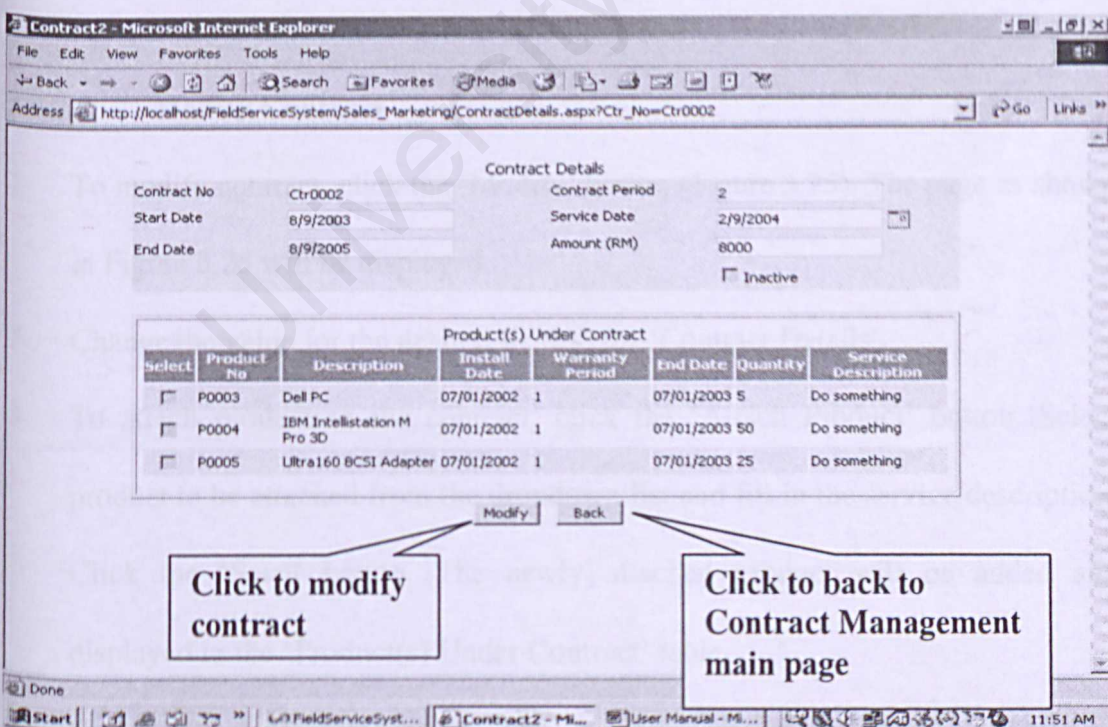 University
Contract2 - Microsoft Internet Explorer
File Edit View Favorites Tools Help
Back Search Favorites Media
Address http://localhost/FieldServiceSystem/Sales_Marketing/ContractDetails.aspx?Ctr_No=Ctr0002 Go Links »
Contract Details
Contract No Ctr0002 Contract Period 2
Start Date 8/9/2003 Service Date 2/9/2004
End Date 8/9/2005 Amount (RM) 8000
Inactive
Product(s) Under Contract
Select Product No Description Install Date Warranty Period End Date Quantity Service Description
P0003 Dell PC 07/01/2002 1 07/01/2003 5 Do something
P0004 IBM Intellistation M Pro 3D 07/01/2002 1 07/01/2003 50 Do something
P0005 Ultra160 SCSI Adapter 07/01/2002 1 07/01/2003 25 Do something
Modify Back
Click to modify
contract
Click to back to
Contract Management
main page
Done
Start FieldServiceSyst... Contract2 - Mi... User Manual - Mi... 11:51 AM